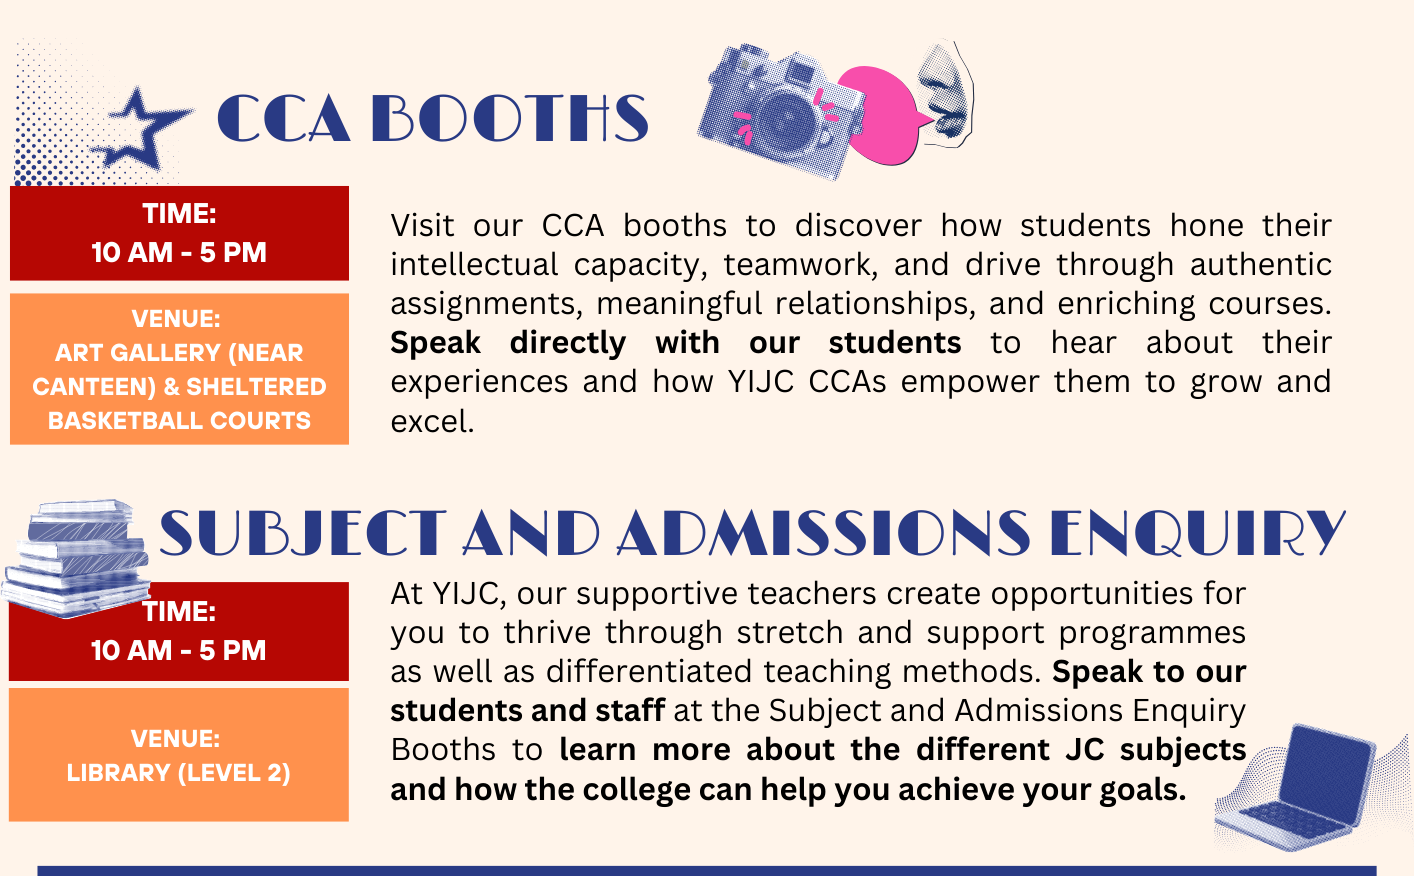 CCA BOOTHS
TIME:
10 AM - 5 PM
VENUE:
ART GALLERY (NEAR
CANTEEN) & SHELTERED
BASKETBALL COURTS
Visit our CCA booths to discover how students hone their
intellectual capacity, teamwork, and drive through authentic
assignments, meaningful relationships, and enriching courses.
Speak directly with our students to hear about their
experiences and how YIJC CCAs empower them to grow and
excel.
SUBJECT AND ADMISSIONS ENQUIRY
TIME:
10 AM - 5 PM
VENUE:
LIBRARY (LEVEL 2)
At YIJC, our supportive teachers create opportunities for
you to thrive through stretch and support programmes
as well as differentiated teaching methods. Speak to our
students and staff at the Subject and Admissions Enquiry
Booths to learn more about the different JC subjects
and how the college can help you achieve your goals.